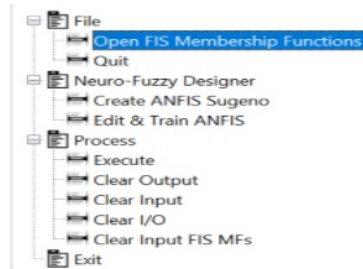 File
Open FIS Membership Functions
Quit
Neuro-Fuzzy Designer
Create ANFIS Sugeno
Edit & Train ANFIS
Process
Execute
Clear Output
Clear Input
Clear I/O
Clear Input FIS MFs
Exit